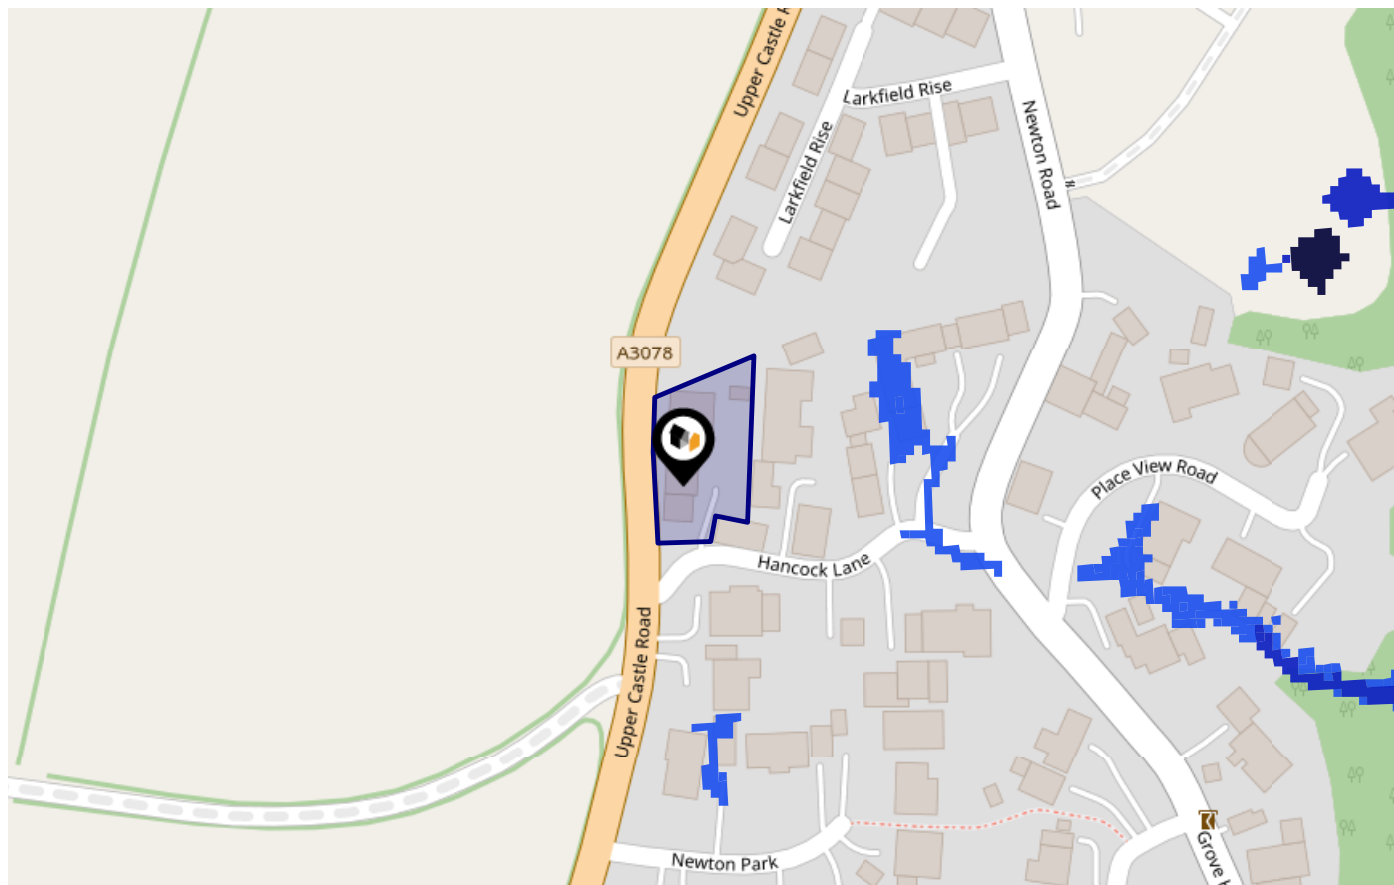 Upper Castle R
Larkfield Rise
Larkfield Rise
Newton Road
A3078
Place View Road
Hancock Lane
Upper Castle Road
Newton Park
Grove H